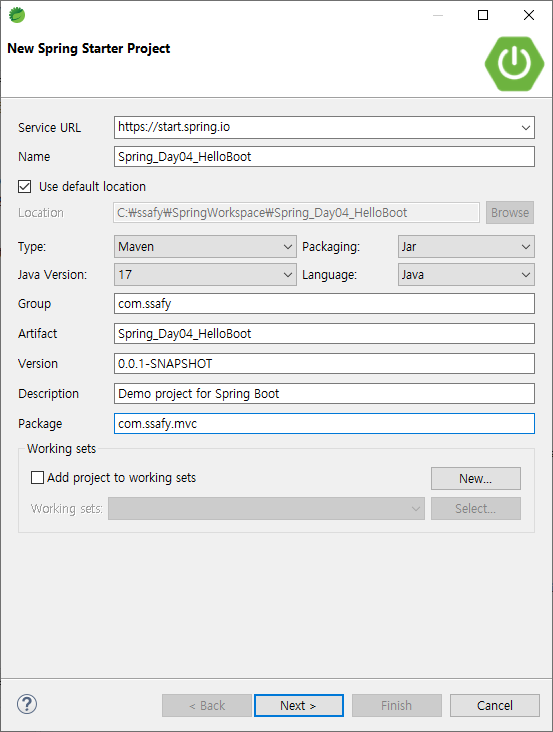 New Spring Starter Project
Service URL https://start.spring.io
Name Spring_Day04_HelloBoot
Use default location
Location C:₩ssafy₩SpringWorkspace₩Spring_Day04_HelloBoot Browse
Type: Maven Packaging: Jar
Java Version: 17 Language: Java
Group com.ssafy
Artifact Spring_Day04_HelloBoot
Version 0.0.1-SNAPSHOT
Description Demo project for Spring Boot
Package com.ssafy.mvc
Working sets
Add project to working sets New...
Working sets: Select...
? < Back Next > Finish Cancel